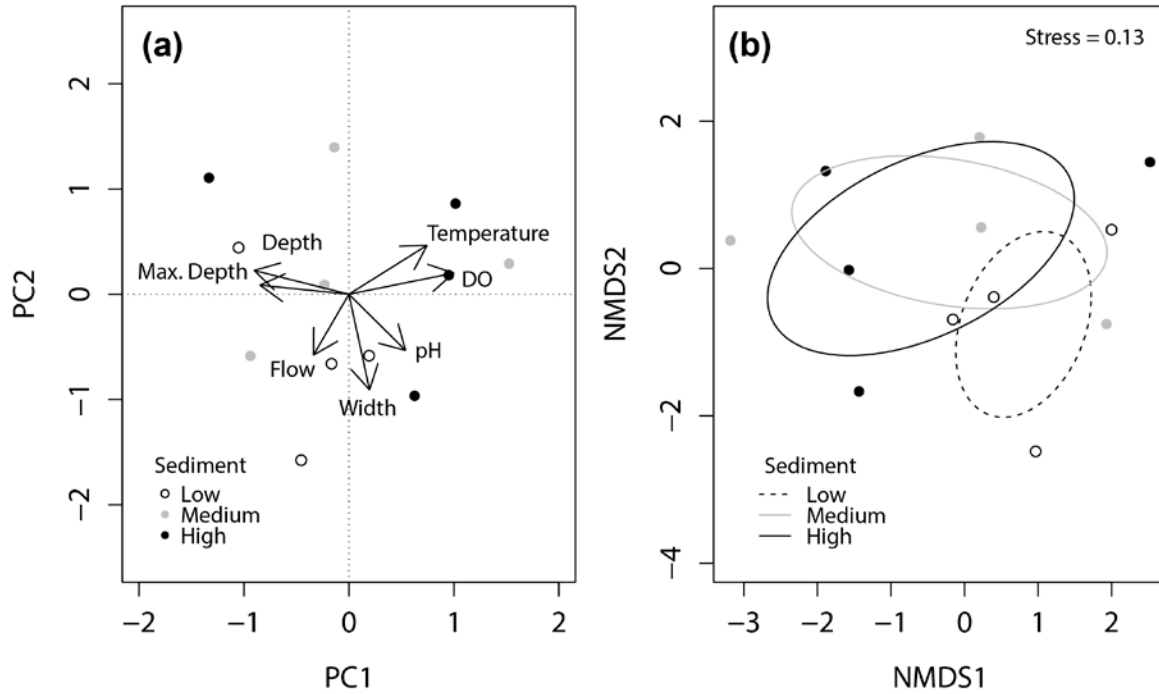 (a)
2
1
0
−1
−2
PC2
Depth
Temperature
Max. Depth
DO
Flow
pH
Width
Sediment
Low
Medium
High
−2 −1 0 1 2
PC1
(b)
Stress = 0.13
2
0
−2
−4
NMDS2
Sediment
Low
Medium
High
−3 −2 −1 0 1 2
NMDS1